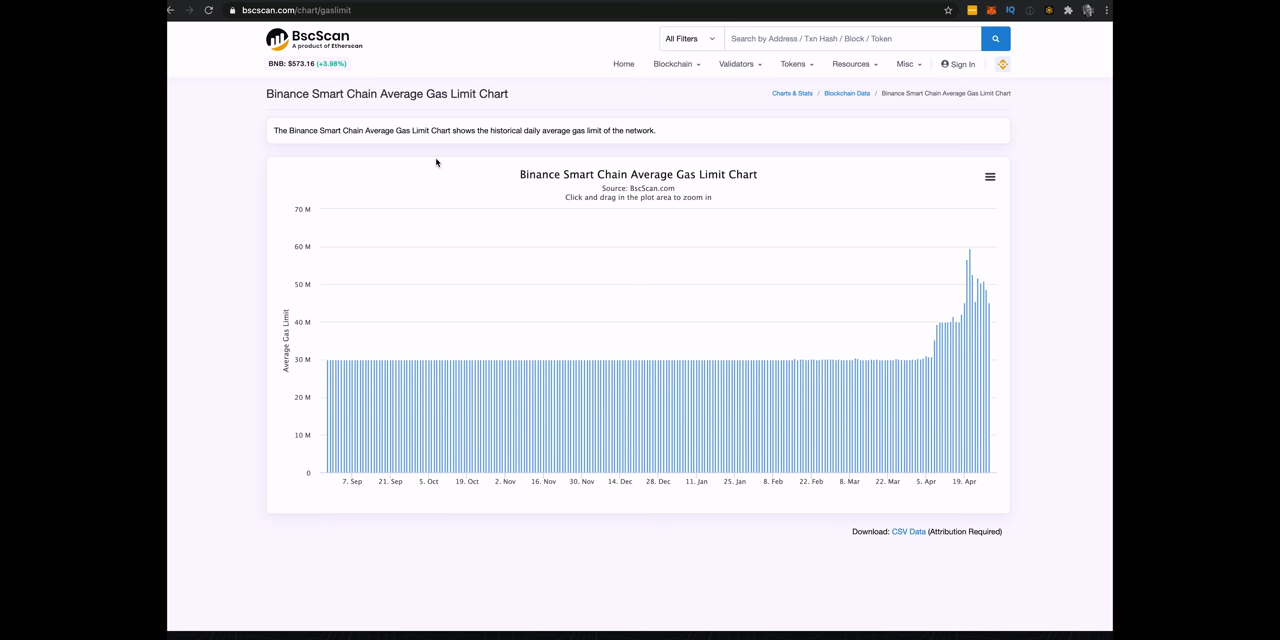 bscscan.com/chart/gaslimit
BscScan
A product of Etherscan
All Filters
Search by Address / Txn Hash / Block / Token
BNB: $573.16 (+3.98%)
Home Blockchain Validators Tokens Resources Misc Sign In
Binance Smart Chain Average Gas Limit Chart
Charts & Stats / Blockchain Data / Binance Smart Chain Average Gas Limit Chart
The Binance Smart Chain Average Gas Limit Chart shows the historical daily average gas limit of the network.
Binance Smart Chain Average Gas Limit Chart
Source: BscScan.com
Click and drag in the plot area to zoom in
70 M
60 M
50 M
40 M
30 M
20 M
10 M
0
Average Gas Limit
7. Sep 21. Sep 5. Oct 19. Oct 2. Nov 16. Nov 30. Nov 14. Dec 28. Dec 11. Jan 25. Jan 8. Feb 22. Feb 8. Mar 22. Mar 5. Apr 19. Apr
Download: CSV Data (Attribution Required)
IQ